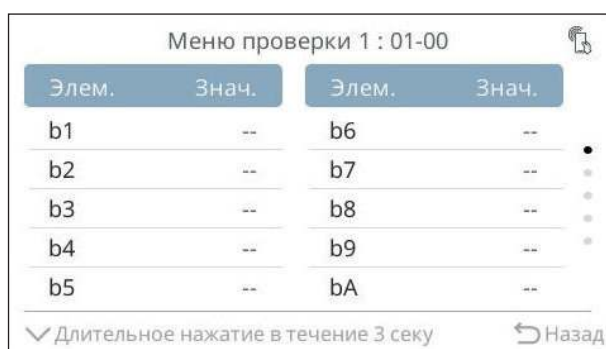 Меню проверки 1 : 01-00
Элем. Знач. Элем. Знач.
b1 -- b6 --
b2 -- b7 --
b3 -- b8 --
b4 -- b9 --
b5 -- bA --
Длительное нажатие в течение 3 секу Назад